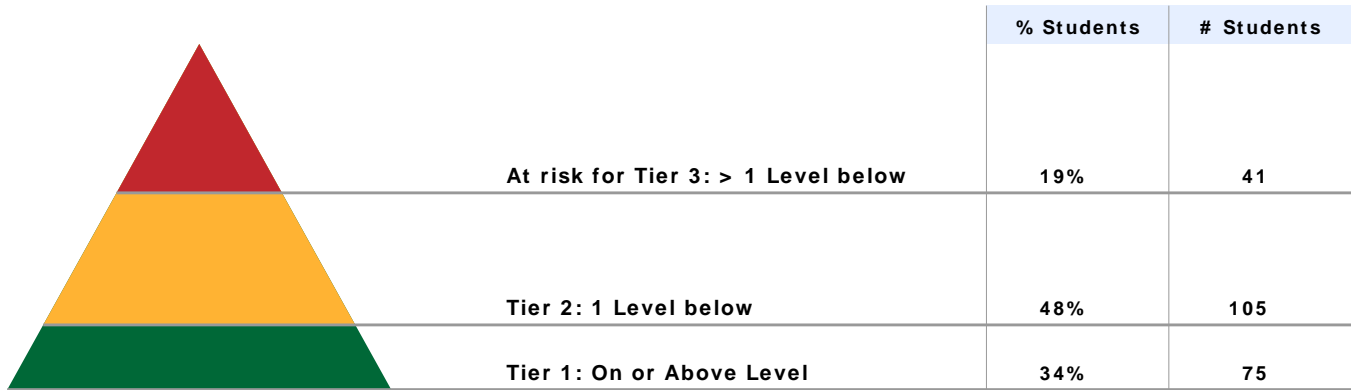 % Students # Students
At risk for Tier 3: > 1 Level below 19% 41
Tier 2: 1 Level below 48% 105
Tier 1: On or Above Level 34% 75